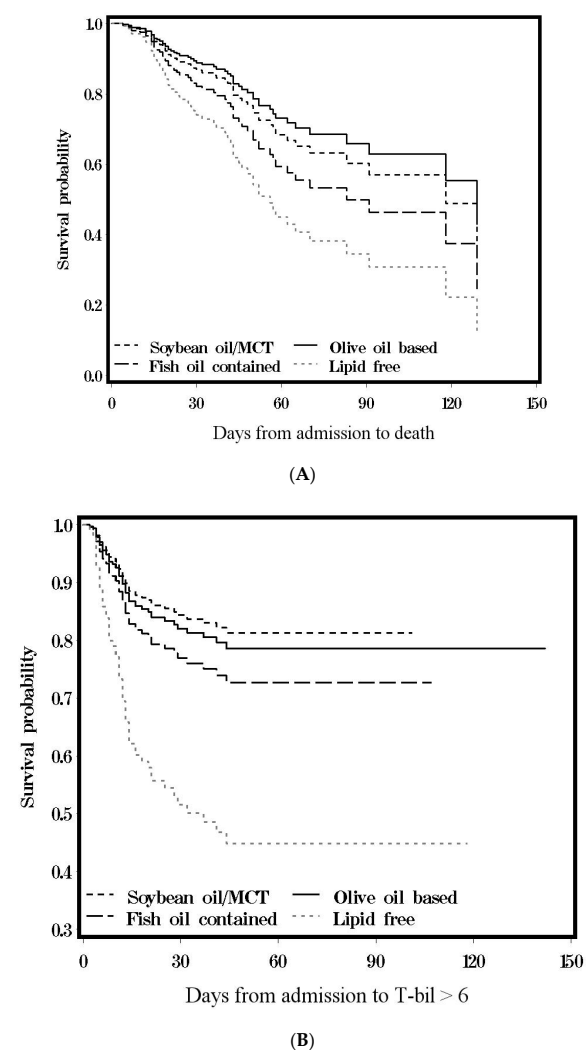 1.0
0.8
0.6
0.4
0.2
0.0
Survival probability
Soybean oil/MCT Olive oil based
Fish oil contained Lipid free
0 30 60 90 120 150
Days from admission to death
(A)
1.0
0.9
0.8
0.7
0.6
0.5
0.4
0.3
Survival probability
Soybean oil/MCT Olive oil based
Fish oil contained Lipid free
0 30 60 90 120 150
Days from admission to T-bil > 6
(B)